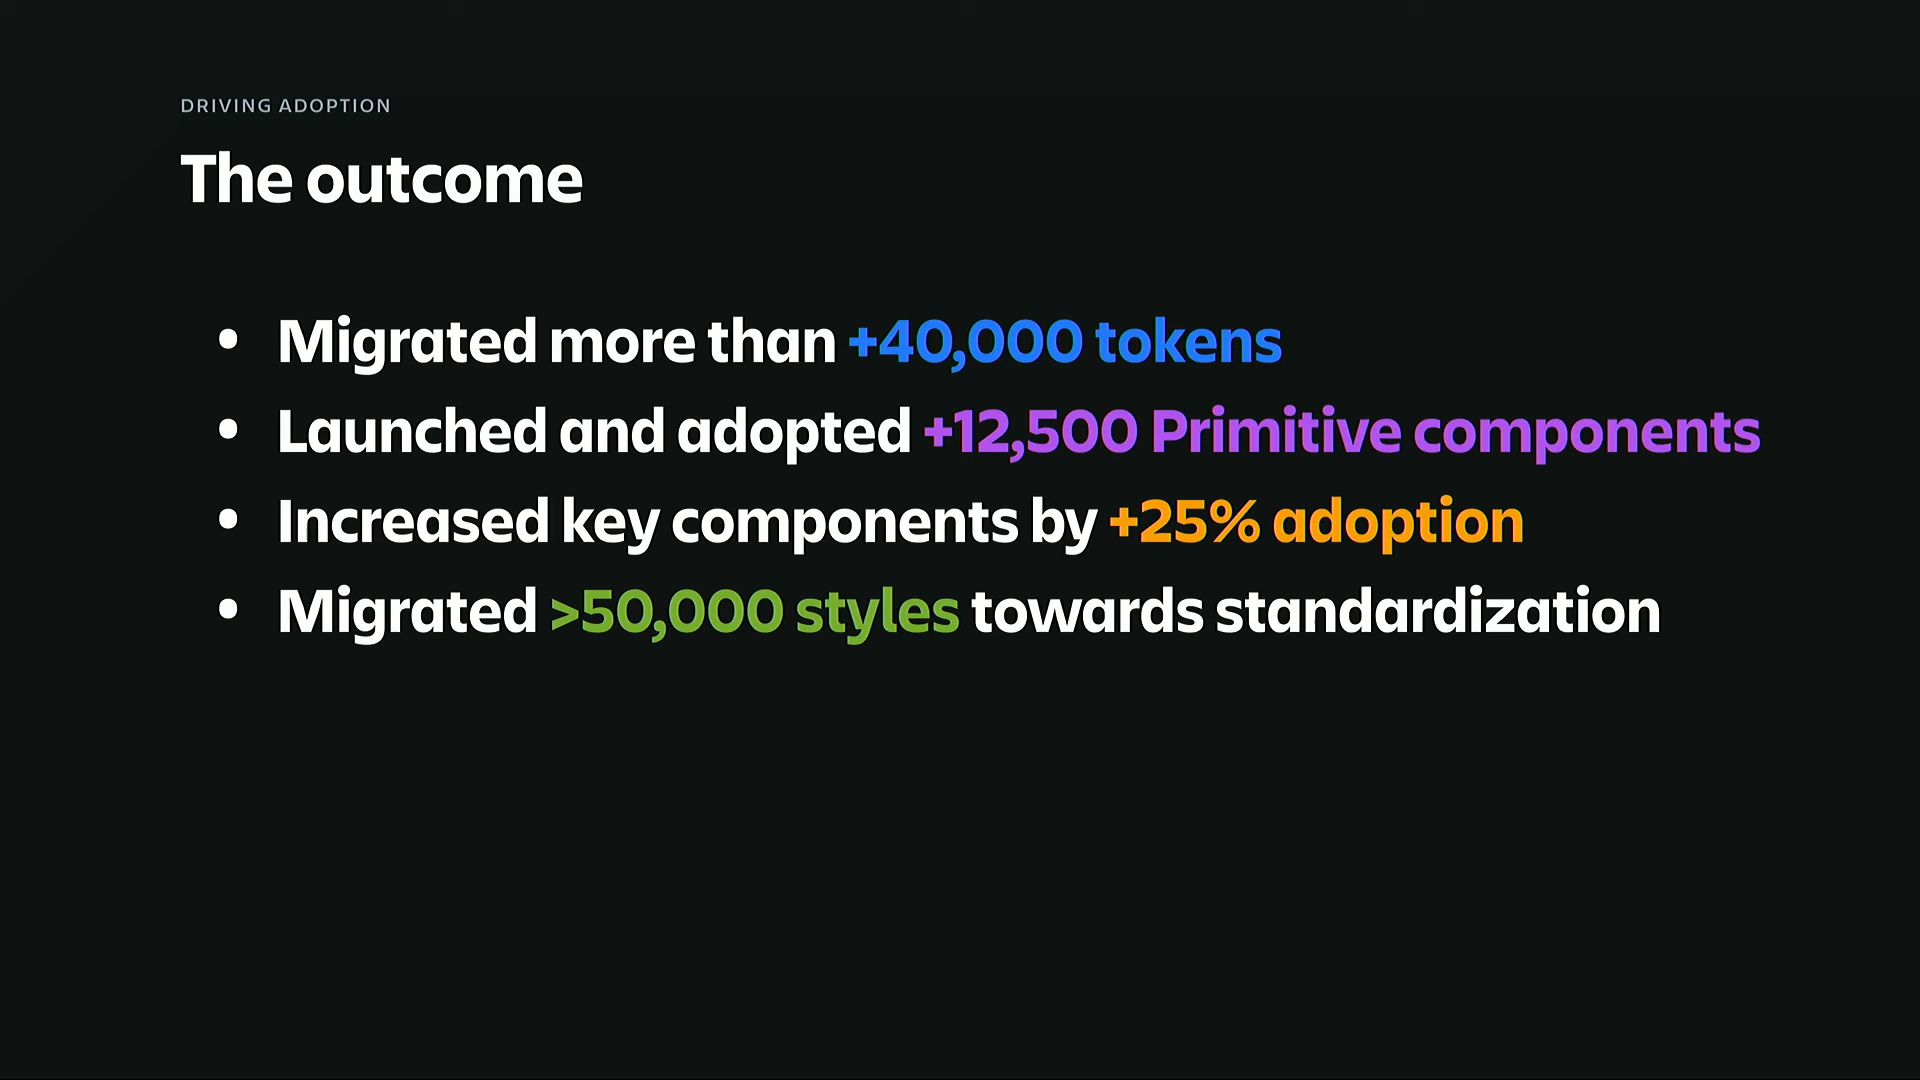 DRIVING ADOPTION
The outcome
• Migrated more than +40,000 tokens
• Launched and adopted +12,500 Primitive components
• Increased key components by +25% adoption
• Migrated >50,000 styles towards standardization